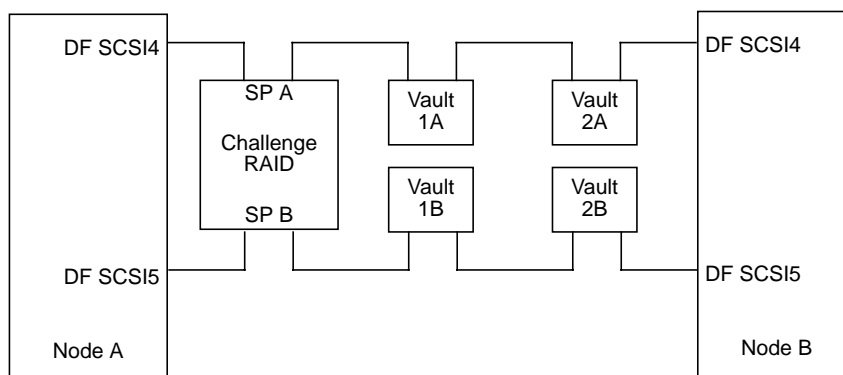 DF SCSI4
DF SCSI4
SP A
Challenge
RAID
SP B
Vault
1A
Vault
2A
Vault
1B
Vault
2B
DF SCSI5
DF SCSI5
Node A
Node B